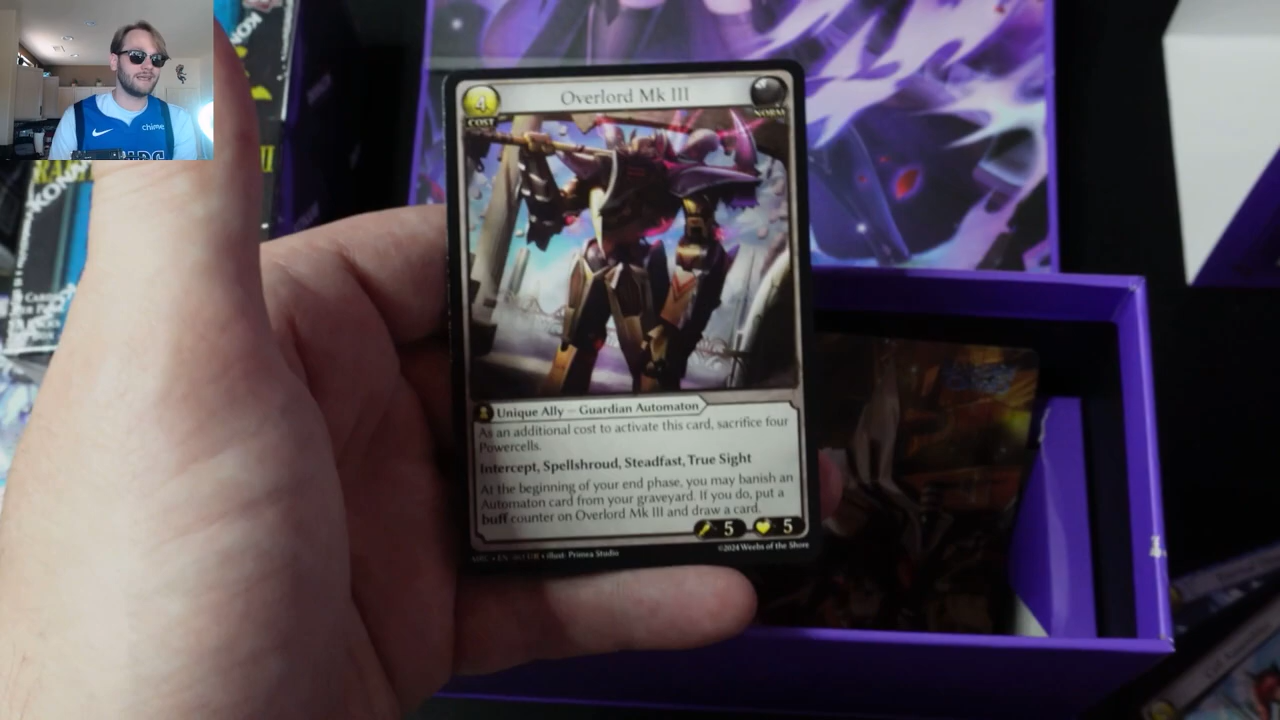 Overlord Mk III
4
COST
NORM
Unique Ally — Guardian Automaton
As an additional cost to activate this card, sacrifice four
Powercells.
Intercept, Spellshroud, Steadfast, True Sight
At the beginning of your end phase, you may banish an
Automaton card from your graveyard. If you do, put a
buff counter on Overlord Mk III and draw a card.
5
5
illust: Primea Studio
©2024 Weebs of the Shore
chime
KONA